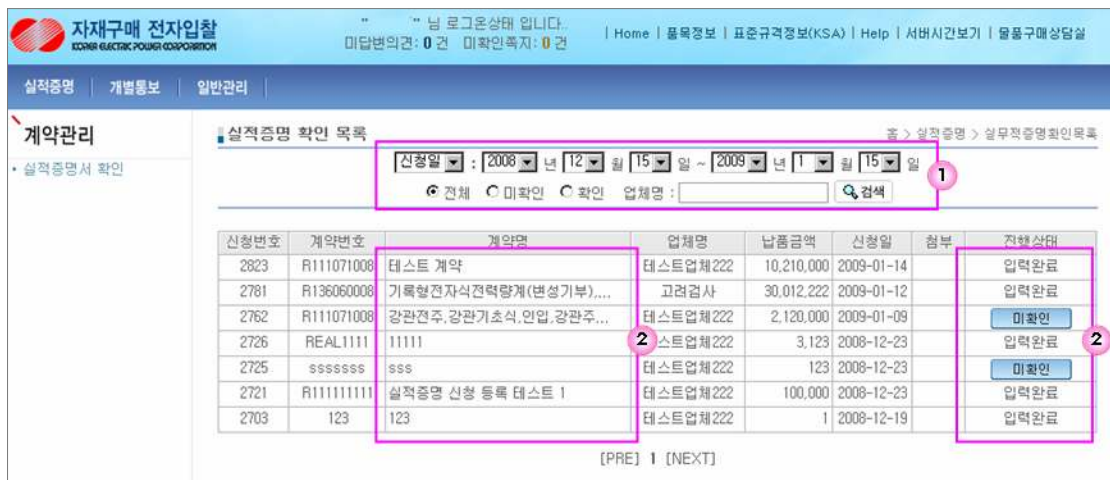 자재구매 전자입찰
KOREA ELECTRIC POWER CORPORATION
" " 님 로그온상태 입니다..
미답변의견: 0 건 미확인쪽지: 0 건
| Home | 품목정보 | 표준규격정보(KSA) | Help | 서버시간보기 | 물품구매상담실
실적증명 | 개별통보 | 일반관리 |
계약관리
• 실적증명서 확인
실적증명 확인 목록
홈 > 실적증명 > 실무적증명확인목록
신청일 : 2008 년 12 월 15 일 ~ 2009 년 1 월 15 일
1
전체 미확인 확인 업체명 : 검색
신청번호 계약번호 계약명 업체명 납품금액 신청일 첨부 진행상태
2823 R111071008 테스트 계약 테스트업체222 10,210,000 2009-01-14 입력완료
2781 R136060008 기록형전자식전력량계(변성기부),... 고려검사 30,012,222 2009-01-12 입력완료
2762 R111071008 강관전주,강관기초식,인입,강관주... 테스트업체222 2,120,000 2009-01-09 미확인
2726 REAL1111 11111 2 스트업체222 3,123 2008-12-23 입력완료 2
2725 sssssss sss 테스트업체222 123 2008-12-23 미확인
2721 R111111111 실적증명 신청 등록 테스트 1 테스트업체222 100,000 2008-12-23 입력완료
2703 123 123 테스트업체222 1 2008-12-19 입력완료
[PRE] 1 [NEXT]